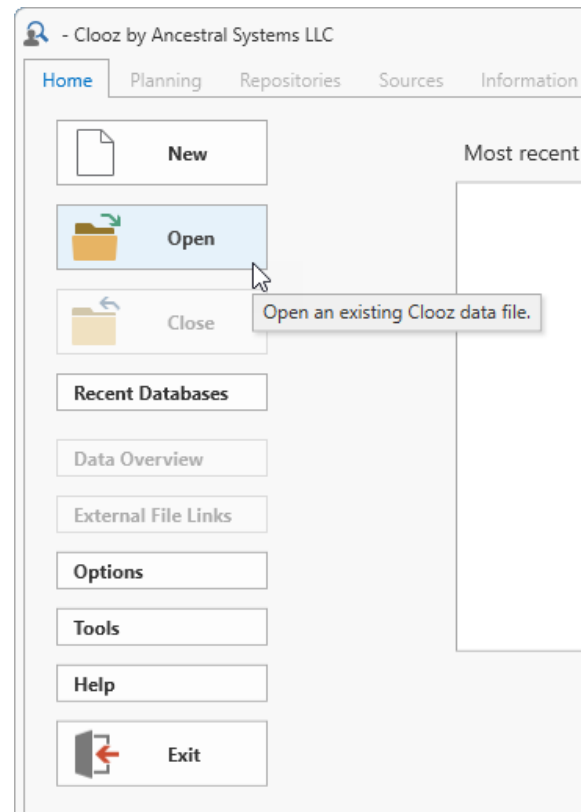 - Clooz by Ancestral Systems LLC
Home Planning Repositories Sources Information
New
Most recent
Open
Open an existing Clooz data file.
Close
Recent Databases
Data Overview
External File Links
Options
Tools
Help
Exit